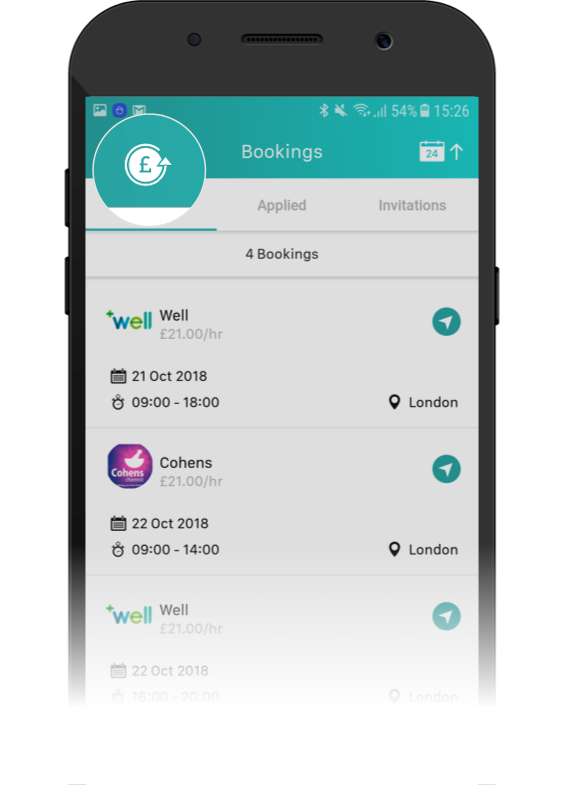 54% 15:26
£ Bookings 24
Applied Invitations
4 Bookings
well Well
£21.00/hr
21 Oct 2018
09:00 - 18:00 London
Cohens chemist Cohens
£21.00/hr
22 Oct 2018
09:00 - 14:00 London
well Well
£21.00/hr
22 Oct 2018
16:00 - 20:00 London